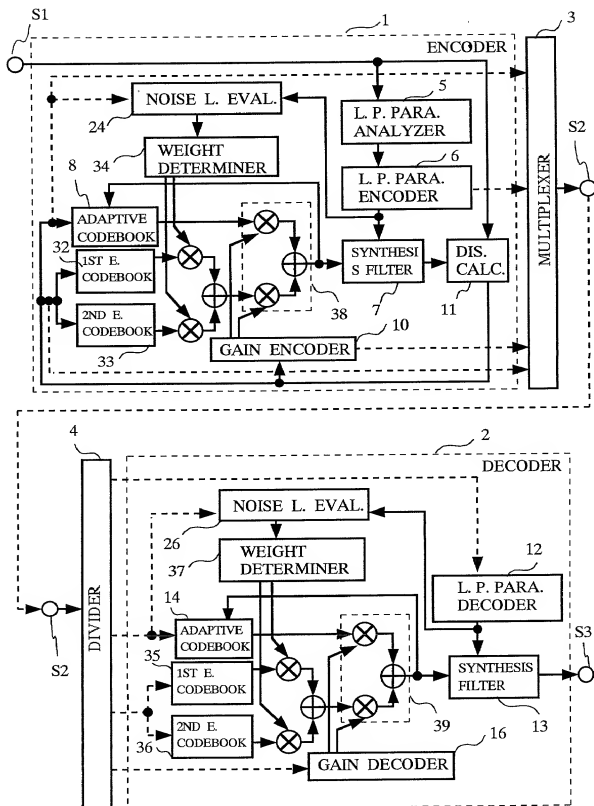 S1
1
ENCODER
3
NOISE L. EVAL.
24
5
L. P. PARA.
ANALYZER
S2
34
WEIGHT
DETERMINER
6
L. P. PARA.
ENCODER
8
ADAPTIVE
CODEBOOK
MULTIPLEXER
32
1ST E.
CODEBOOK
SYNTHESI
S FILTER
7
DIS.
CALC.
11
38
2ND E.
CODEBOOK
33
10
GAIN ENCODER
4
2
DECODER
NOISE L. EVAL.
26
WEIGHT
DETERMINER
37
12
L. P. PARA.
DECODER
S2
DIVIDER
14
ADAPTIVE
CODEBOOK
S3
35
1ST E.
CODEBOOK
SYNTHESIS
FILTER
13
39
36
2ND E.
CODEBOOK
16
GAIN DECODER